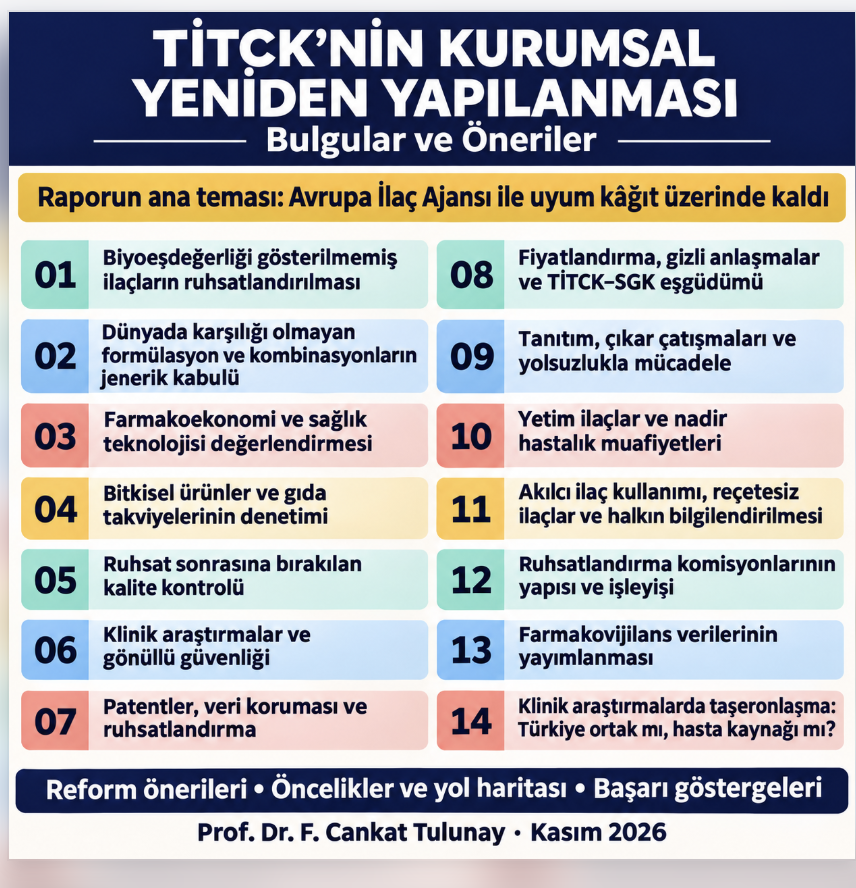 TİTCK’NİN KURUMSAL
YENİDEN YAPILANMASI
Bulgular ve Öneriler
Raporun ana teması: Avrupa İlaç Ajansı ile uyum kâğıt üzerinde kaldı
01
Biyoeşdeğerliği gösterilmemiş
ilaçların ruhsatlandırılması
02
Dünyada karşılığı olmayan
formülasyon ve kombinasyonların
jenerik kabulü
03
Farmakoekonomi ve sağlık
teknolojisi değerlendirmesi
04
Bitkisel ürünler ve gıda
takviyelerinin denetimi
05
Ruhsat sonrasına bırakılan
kalite kontrolü
06
Klinik araştırmalar ve
gönüllü güvenliği
07
Patentler, veri koruması ve
ruhsatlandırma
08
Fiyatlandırma, gizli anlaşmalar
ve TİTCK–SGK eşgüdümü
09
Tanıtım, çıkar çatışmaları ve
yolsuzlukla mücadele
10
Yetim ilaçlar ve nadir
hastalık muafiyetleri
11
Akılcı ilaç kullanımı, reçetesiz
ilaçlar ve halkın bilgilendirilmesi
12
Ruhsatlandırma komisyonlarının
yapısı ve işleyişi
13
Farmakovijilans verilerinin
yayımlanması
14
Klinik araştırmalarda taşeronlaşma:
Türkiye ortak mı, hasta kaynağı mı?
Reform önerileri • Öncelikler ve yol haritası • Başarı göstergeleri
Prof. Dr. F. Cankat Tulunay • Kasım 2026